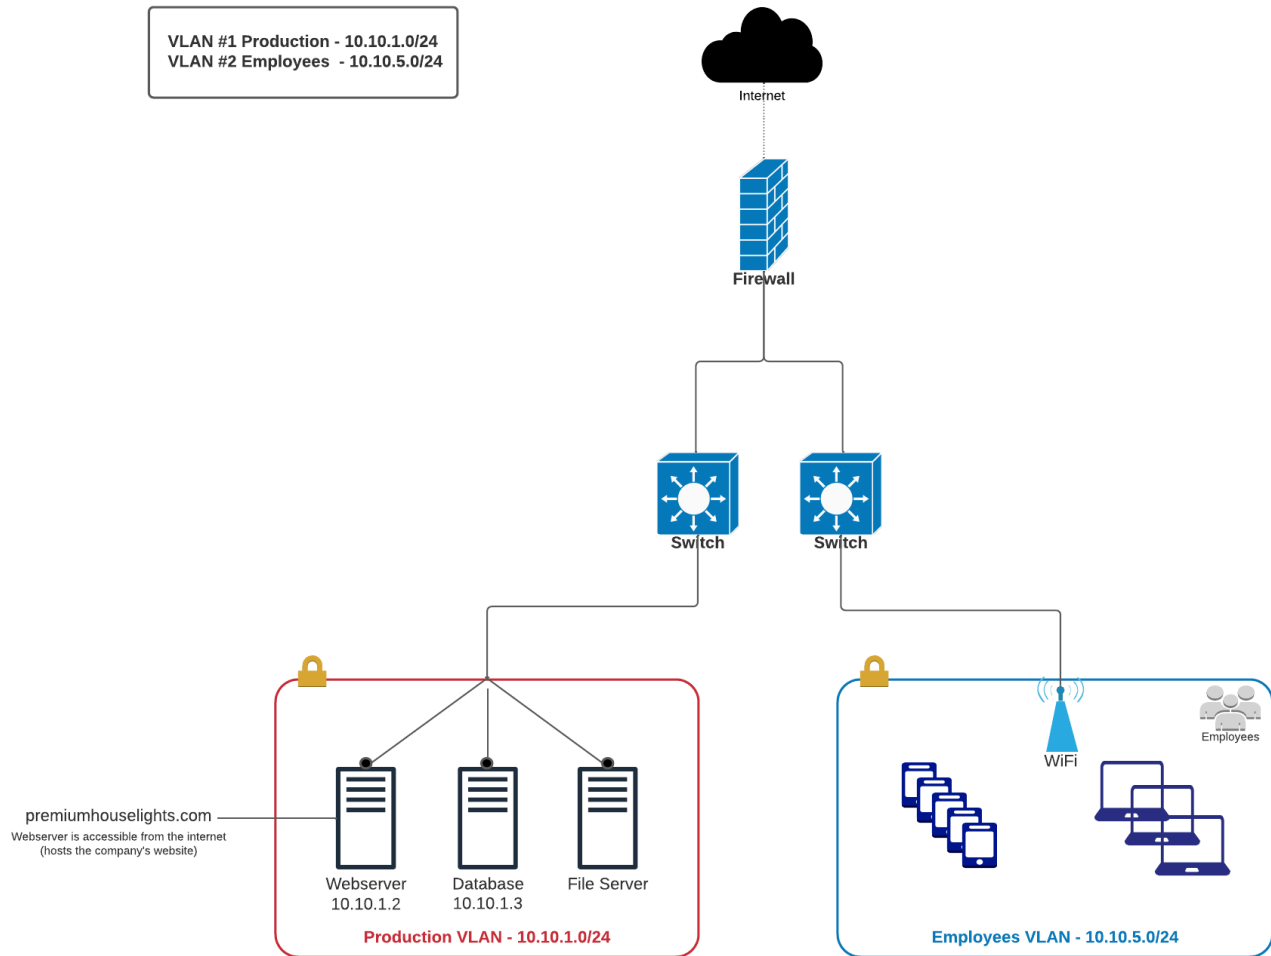 VLAN #1 Production - 10.10.1.0/24
VLAN #2 Employees  - 10.10.5.0/24
Internet
Firewall
Switch
Switch
Employees
WiFi
premiumhouselights.com
Webserver is accessible from the internet
(hosts the company's website)
Webserver
10.10.1.2
Database
10.10.1.3
File Server
Production VLAN - 10.10.1.0/24
Employees VLAN - 10.10.5.0/24